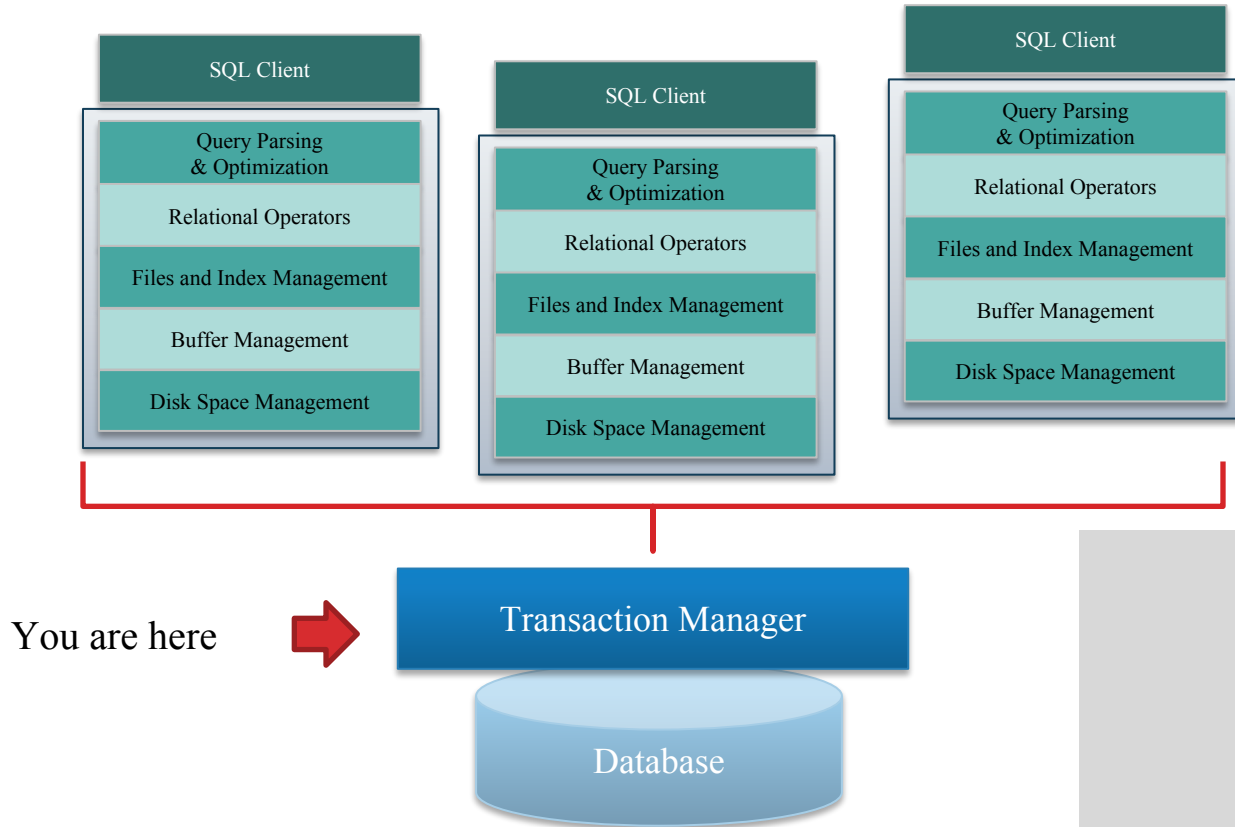 SQL Client
Query Parsing
& Optimization
Relational Operators
Files and Index Management
Buffer Management
Disk Space Management
SQL Client
Query Parsing
& Optimization
Relational Operators
Files and Index Management
Buffer Management
Disk Space Management
SQL Client
Query Parsing
& Optimization
Relational Operators
Files and Index Management
Buffer Management
Disk Space Management
You are here
Transaction Manager
Database